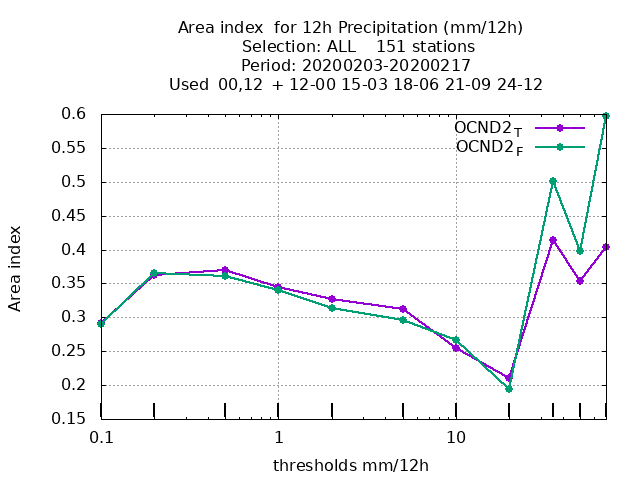 Area index  for 12h Precipitation (mm/12h)
Selection: ALL    151 stations
Period: 20200203-20200217
Used  00,12  + 12-00 15-03 18-06 21-09 24-12
OCND2T
OCND2F
0.6
0.55
0.5
0.45
0.4
0.35
0.3
0.25
0.2
0.15
Area index
0.1 1 10
thresholds mm/12h